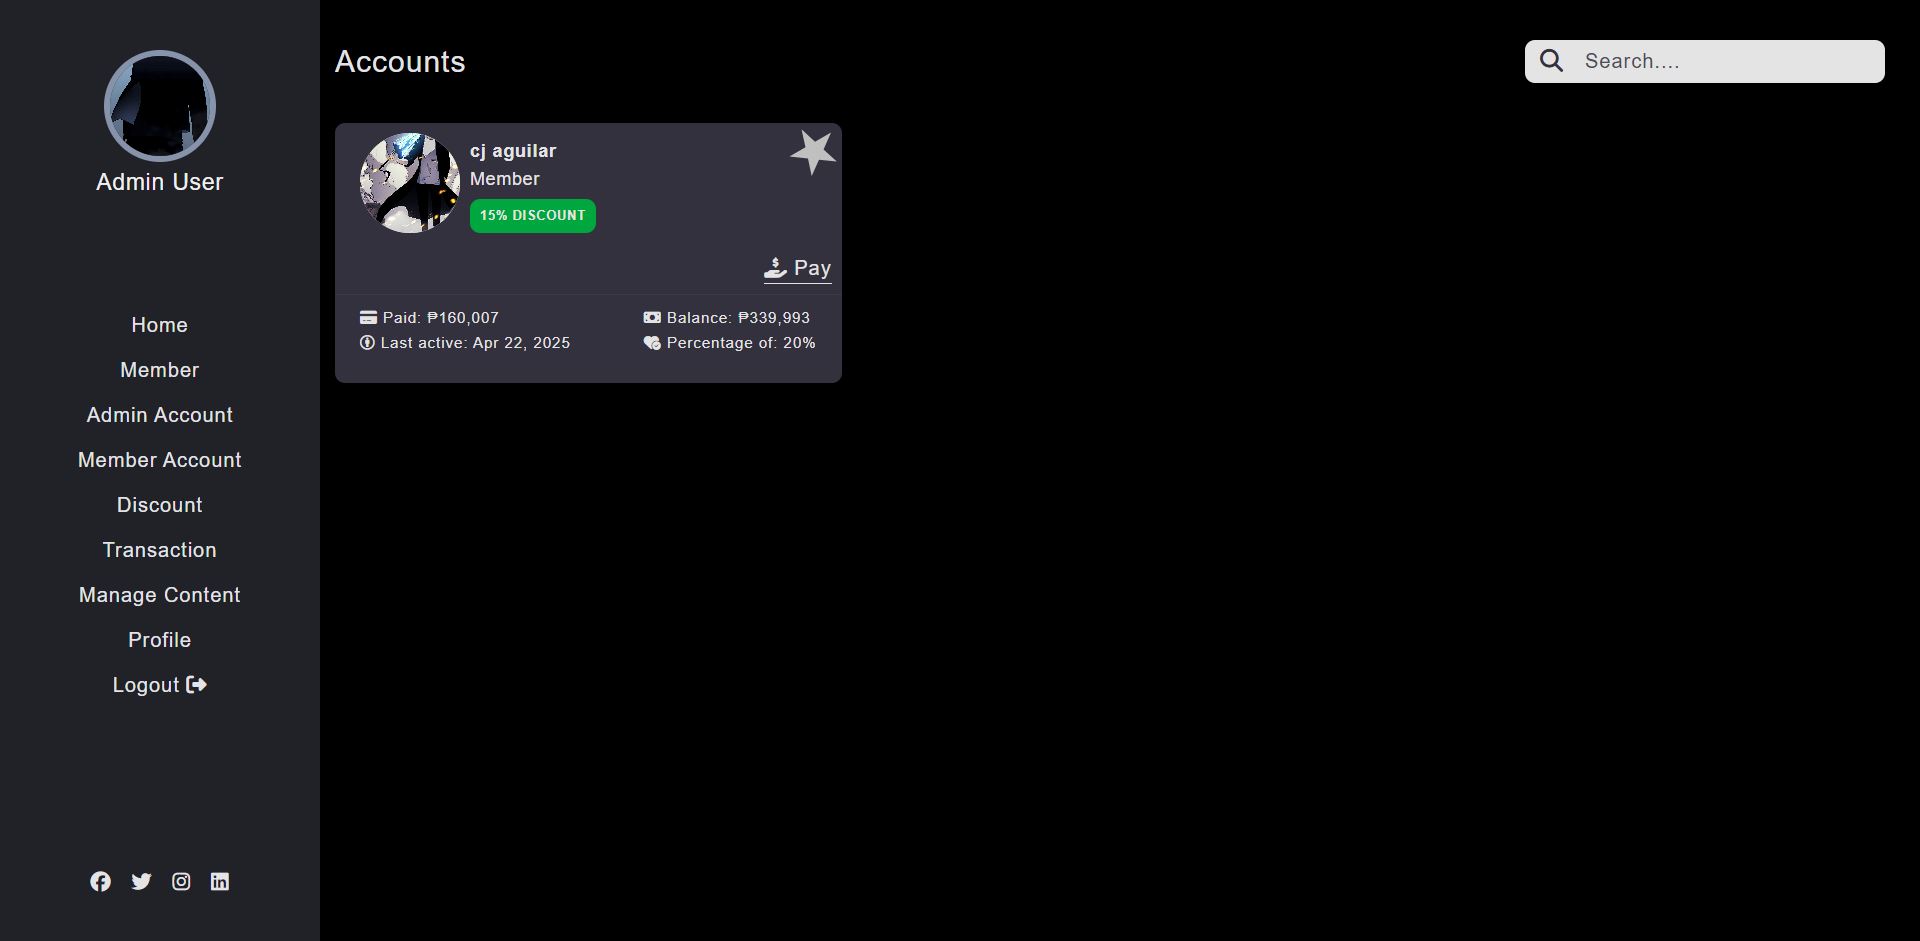 Admin User
Home
Member
Admin Account
Member Account
Discount
Transaction
Manage Content
Profile
Logout
Accounts
Search....
cj aguilar
Member
15% DISCOUNT
Pay
Paid: ₱160,007
Balance: ₱339,993
Last active: Apr 22, 2025
Percentage of: 20%